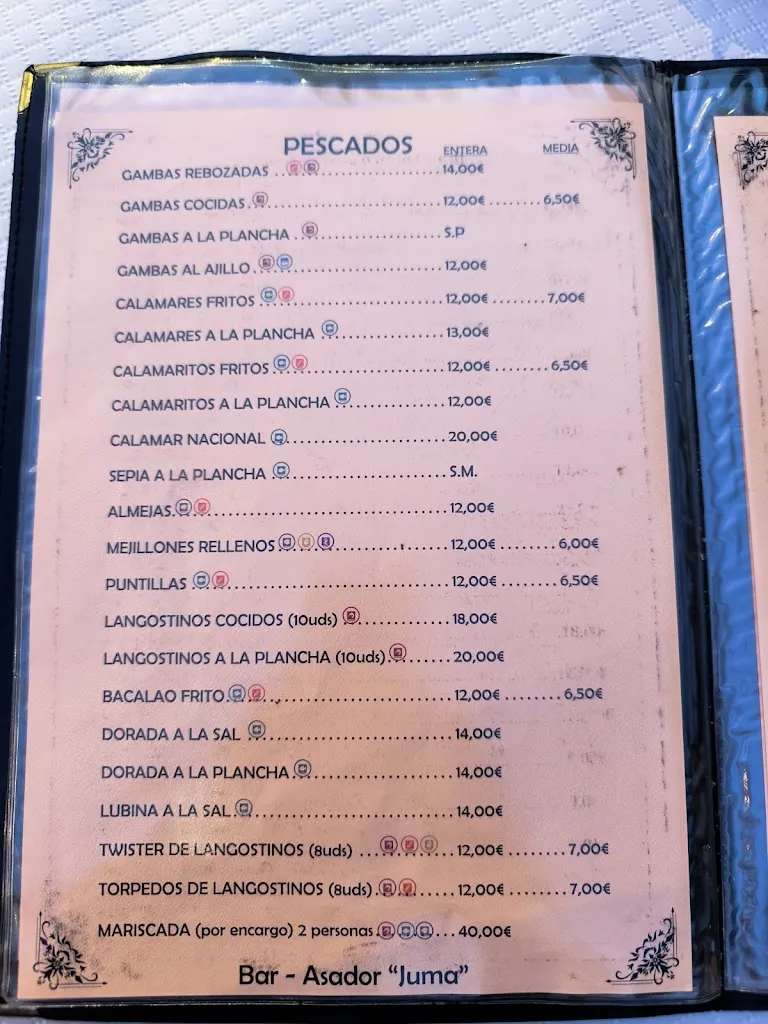 PESCADOS ENTERA MEDIA
GAMBAS REBOZADAS ........................ 14,00€
GAMBAS COCIDAS ........................ 12,00€ ........ 6,50€
GAMBAS A LA PLANCHA ........................ S.P
GAMBAS AL AJILLO ........................ 12,00€
CALAMARES FRITOS ........................ 12,00€ ........ 7,00€
CALAMARES A LA PLANCHA ........................ 13,00€
CALAMARITOS FRITOS ........................ 12,00€ ........ 6,50€
CALAMARITOS A LA PLANCHA ........................ 12,00€
CALAMAR NACIONAL ........................ 20,00€
SEPIA A LA PLANCHA ........................ S.M.
ALMEJAS ........................ 12,00€
MEJILLONES RELLENOS ........................ 12,00€ ........ 6,00€
PUNTILLAS ........................ 12,00€ ........ 6,50€
LANGOSTINOS COCIDOS (10uds) ............ 18,00€
LANGOSTINOS A LA PLANCHA (10uds) ...... 20,00€
BACALAO FRITO ........................ 12,00€ ........ 6,50€
DORADA A LA SAL ........................ 14,00€
DORADA A LA PLANCHA ........................ 14,00€
LUBINA A LA SAL ........................ 14,00€
TWISTER DE LANGOSTINOS (8uds) ...... 12,00€ ........ 7,00€
TORPEDOS DE LANGOSTINOS (8uds) ...... 12,00€ ........ 7,00€
MARISCADA (por encargo) 2 personas ... 40,00€
Bar - Asador "Juma"